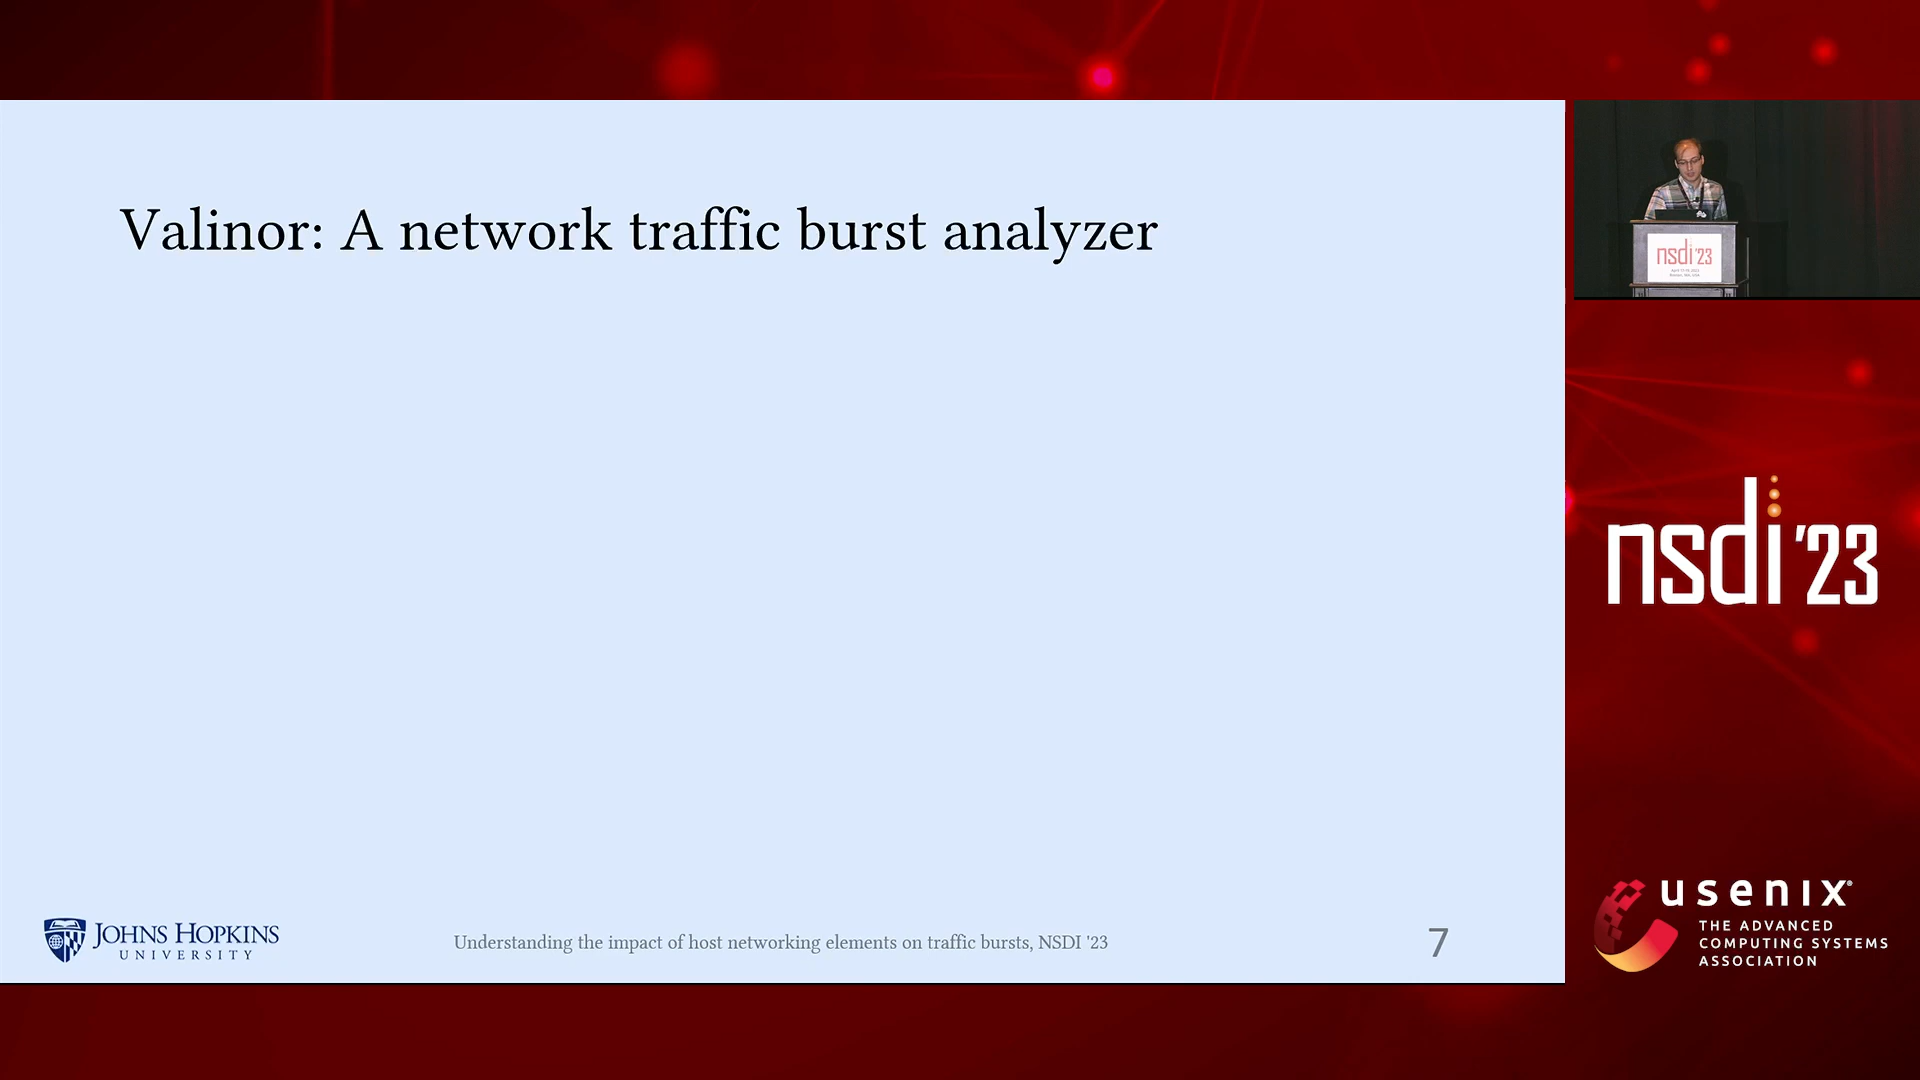 Valinor: A network traffic burst analyzer
nsdi '23
nsdi '23
JOHNS HOPKINS
UNIVERSITY
Understanding the impact of host networking elements on traffic bursts, NSDI '23
7
usenix®
THE ADVANCED
COMPUTING SYSTEMS
ASSOCIATION